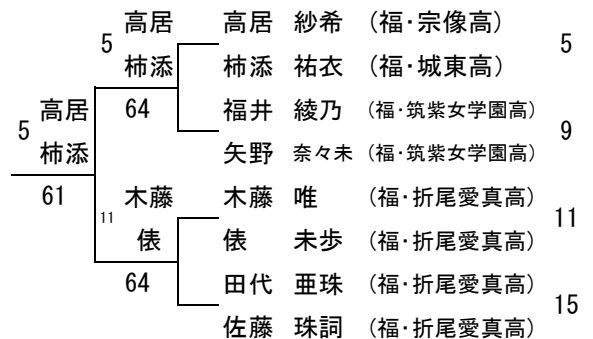 高居 高居 紗希 (福・宗像高)
5 5
柿添 柿添 祐衣 (福・城東高)
高居 64 福井 綾乃 (福・筑紫女学園高)
5 9
柿添 矢野 奈々未 (福・筑紫女学園高)
61 木藤 木藤 唯 (福・折尾愛真高)
11 11
俵 俵 未歩 (福・折尾愛真高)
64 田代 亜珠 (福・折尾愛真高)
15
佐藤 珠詞 (福・折尾愛真高)